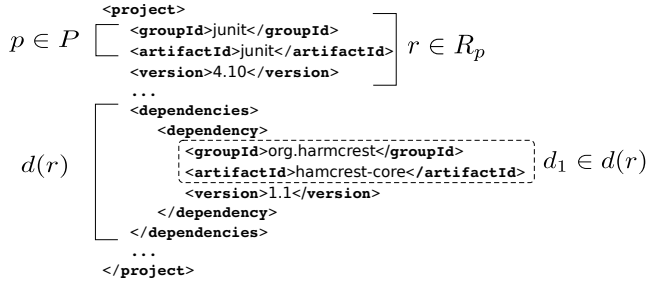 <project>
p ∈ P
<groupId>junit</groupId>
<artifactId>junit</artifactId>
r ∈ R_p
<version>4.10</version>
...
<dependencies>
<dependency>
d(r)
<groupId>org.harmcrest</groupId>
<artifactId>hamcrest-core</artifactId>
d_1 ∈ d(r)
<version>1.1</version>
</dependency>
</dependencies>
...
</project>